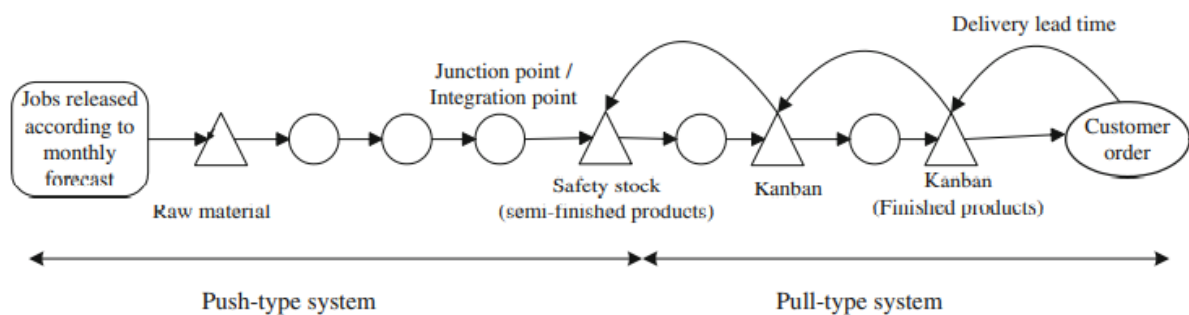 Delivery lead time
Jobs released
according to
monthly
forecast
Junction point /
Integration point
Customer
order
Raw material
Safety stock
(semi-finished products)
Kanban
Kanban
(Finished products)
Push-type system
Pull-type system